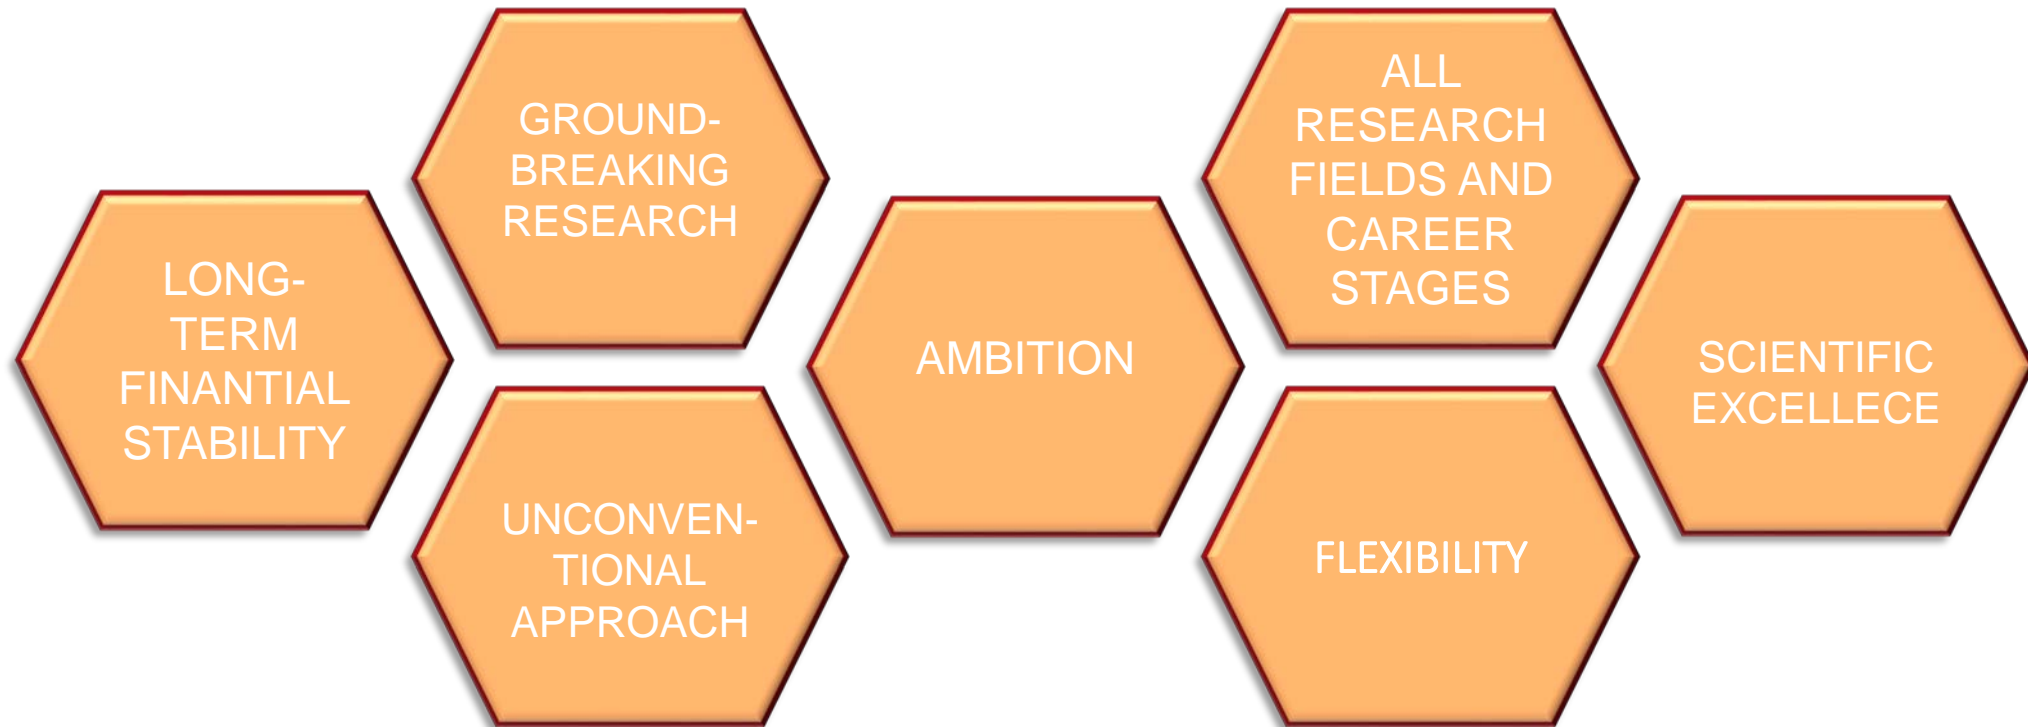 LONG-
TERM
FINANTIAL
STABILITY
GROUND-
BREAKING
RESEARCH
UNCONVEN-
TIONAL
APPROACH
AMBITION
ALL
RESEARCH
FIELDS AND
CAREER
STAGES
FLEXIBILITY
SCIENTIFIC
EXCELLECE